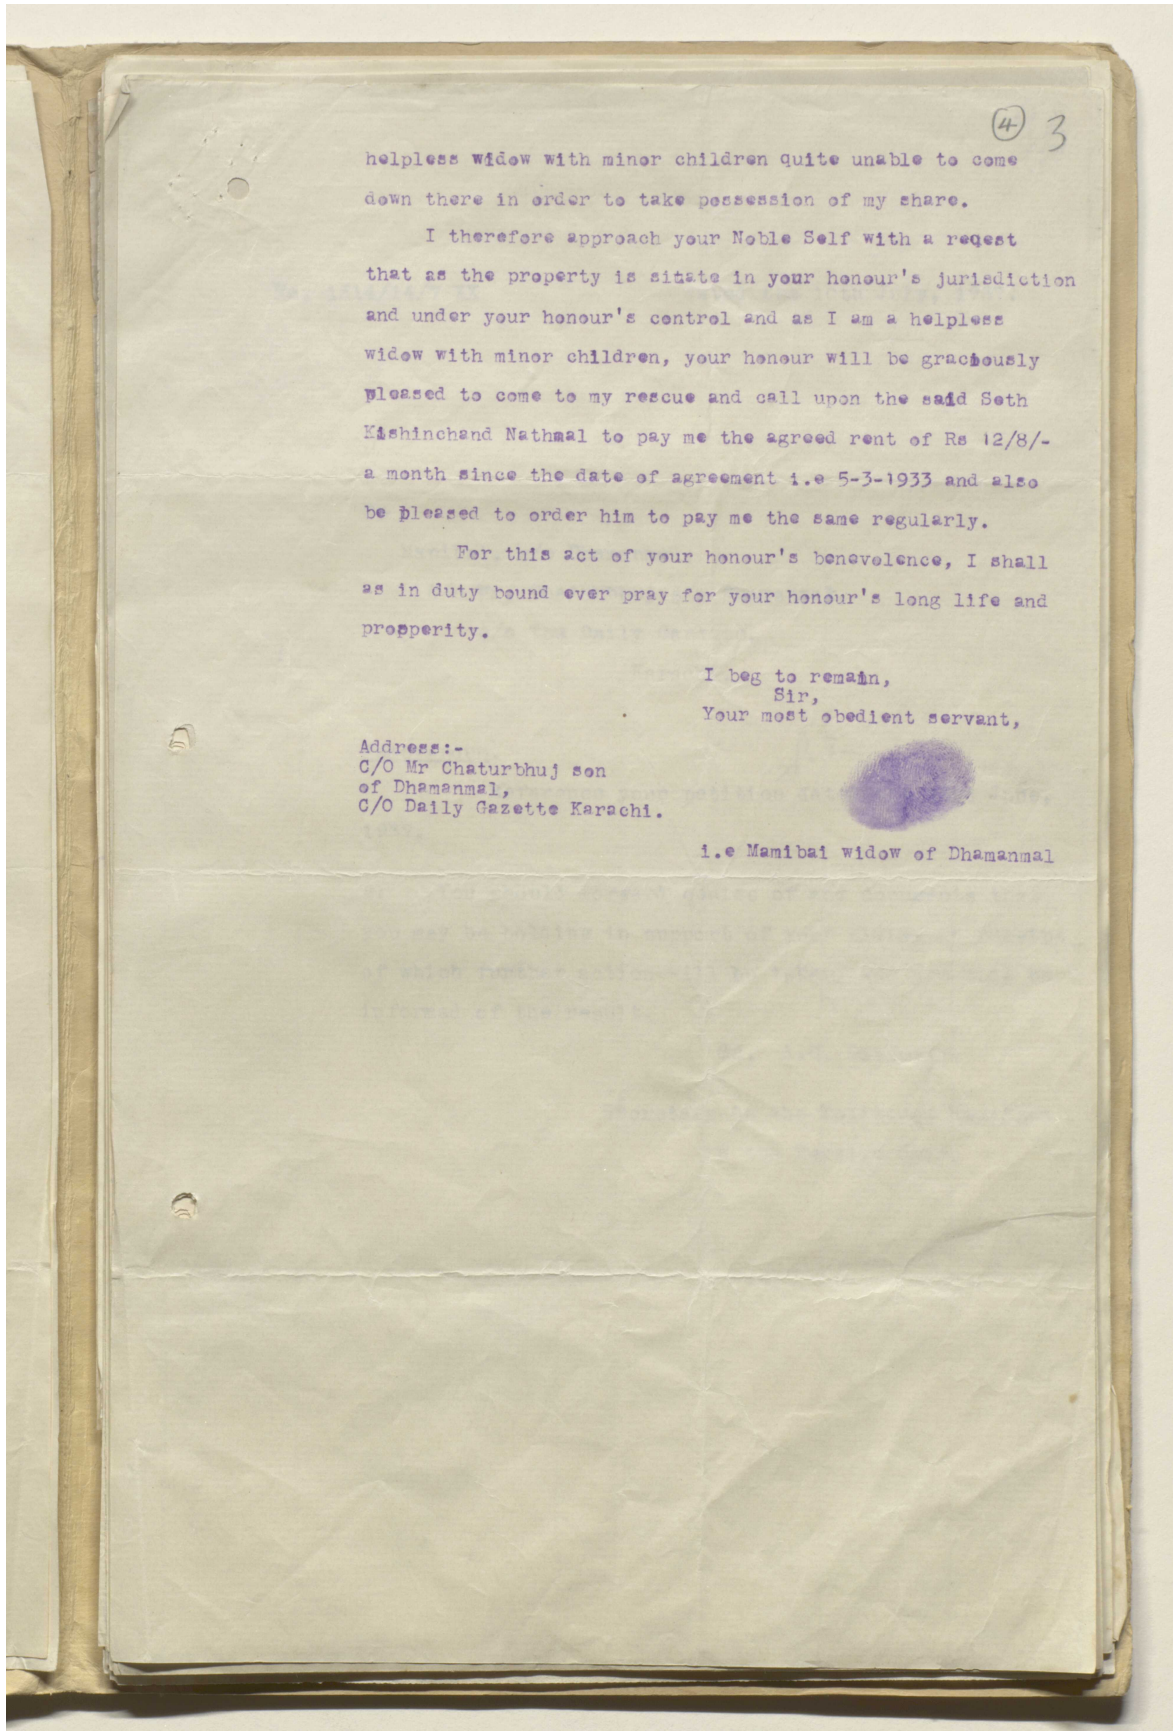 4 3
helpless widow with minor children quite unable to come
down there in order to take possession of my share.
I therefore approach your Noble Self with a reqest
that as the property is sitate in your honour's jurisdiction
and under your honour's control and as I am a helpless
widow with minor children, your honour will be graciously
pleased to come to my rescue and call upon the said Seth
Kishinchand Nathmal to pay me the agreed rent of Rs 12/8/-
a month since the date of agreement i.e 5-3-1933 and also
be pleased to order him to pay me the same regularly.
For this act of your honour's benevolence, I shall
as in duty bound ever pray for your honour's long life and
prosperity.
I beg to remain,
Sir,
Your most obedient servant,
Address:-
C/O Mr Chaturbhuj son
of Dhamanmal,
C/O Daily Gazette Karachi.
i.e Mamibai widow of Dhamanmal